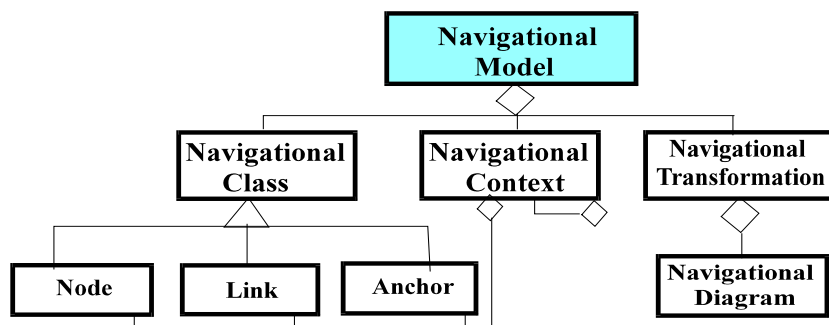 Navigational
Model
Navigational
Class
Navigational
Context
Navigational
Transformation
Node
Link
Anchor
Navigational
Diagram